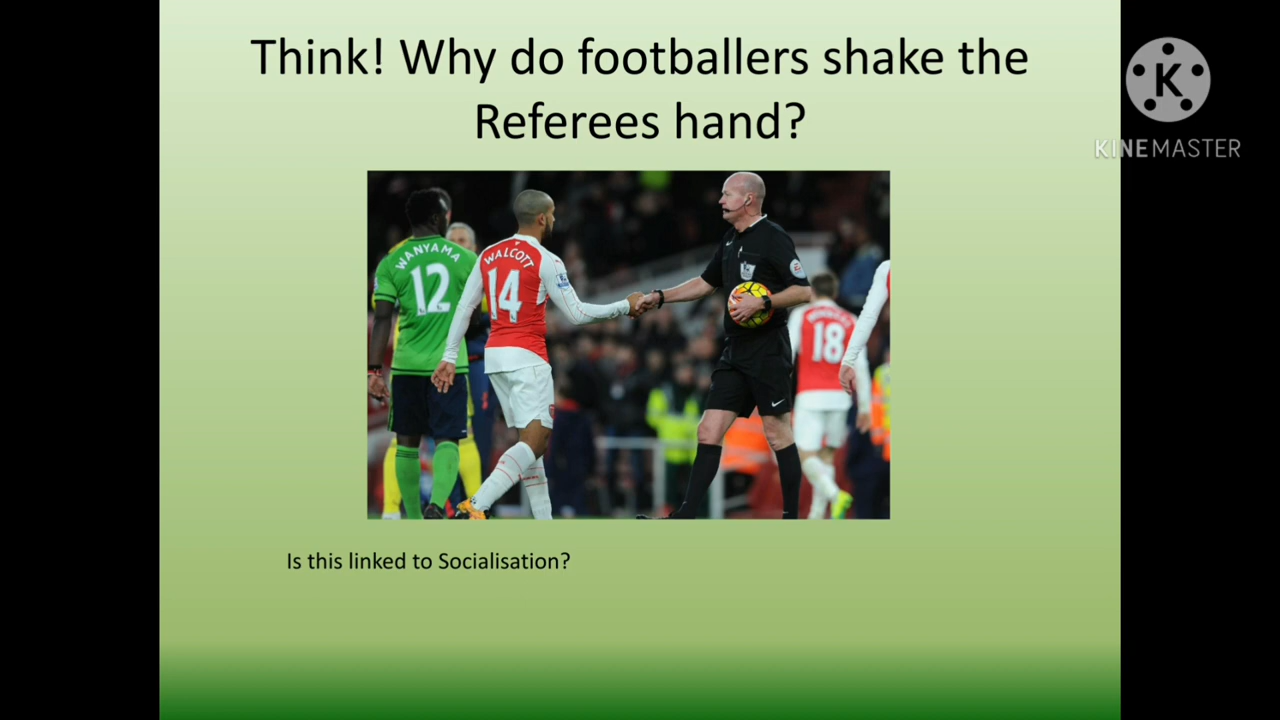 Think! Why do footballers shake the
Referees hand?
K
KINEMASTER
WANYAMA
12
WALCOTT
14
18
Is this linked to Socialisation?